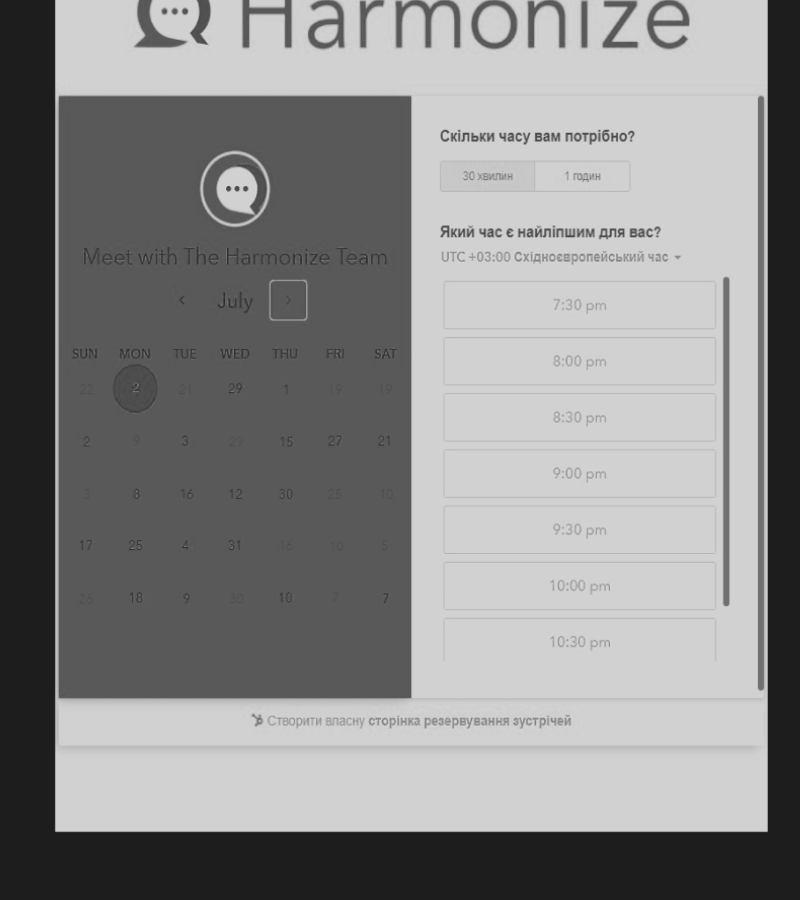 Harmonize
Meet with The Harmonize Team
July
SUN MON TUE WED THU FRI SAT
22 2 21 29 1 19 19
2 9 3 29 15 27 21
3 8 16 12 30 25 10
17 25 4 31 16 10 5
26 18 9 30 10 7 7
Скільки часу вам потрібно?
30 хвилин 1 годин
Який час є найліпшим для вас?
UTC +03:00 Східноєвропейський час
7:30 pm
8:00 pm
8:30 pm
9:00 pm
9:30 pm
10:00 pm
10:30 pm
Створити власну сторінка резервування зустрічей